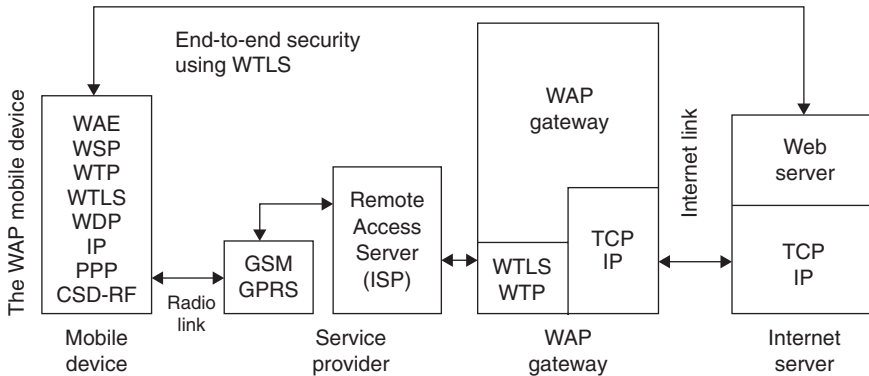 End-to-end security
using WTLS
The WAP mobile device
WAE
WSP
WTP
WTLS
WDP
IP
PPP
CSD-RF
Mobile
device
Radio
link
GSM
GPRS
Remote
Access
Server
(ISP)
Service
provider
WAP
gateway
WTLS
WTP
TCP
IP
WAP
gateway
Internet link
Web
server
TCP
IP
Internet
server